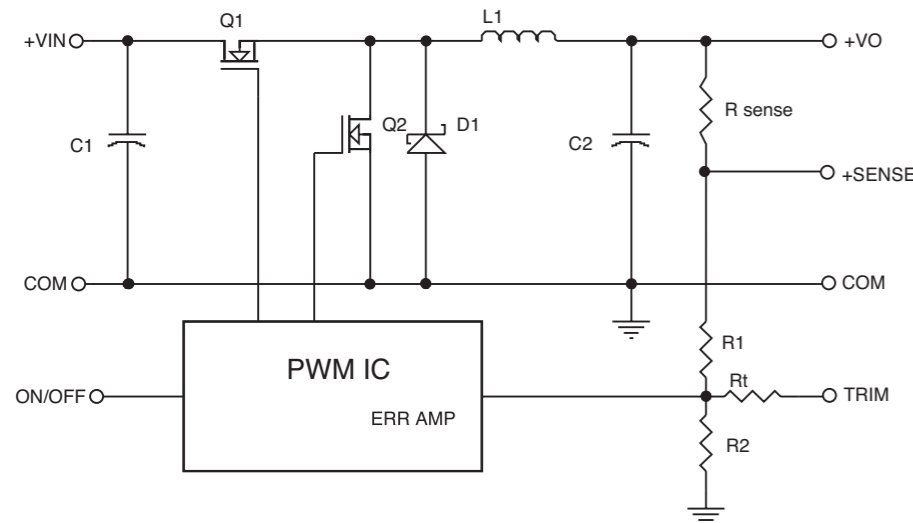 Q1
L1
+VIN
+VO
C1
Q2
D1
C2
R sense
+SENSE
COM
COM
PWM IC
R1
Rt
ON/OFF
ERR AMP
TRIM
R2